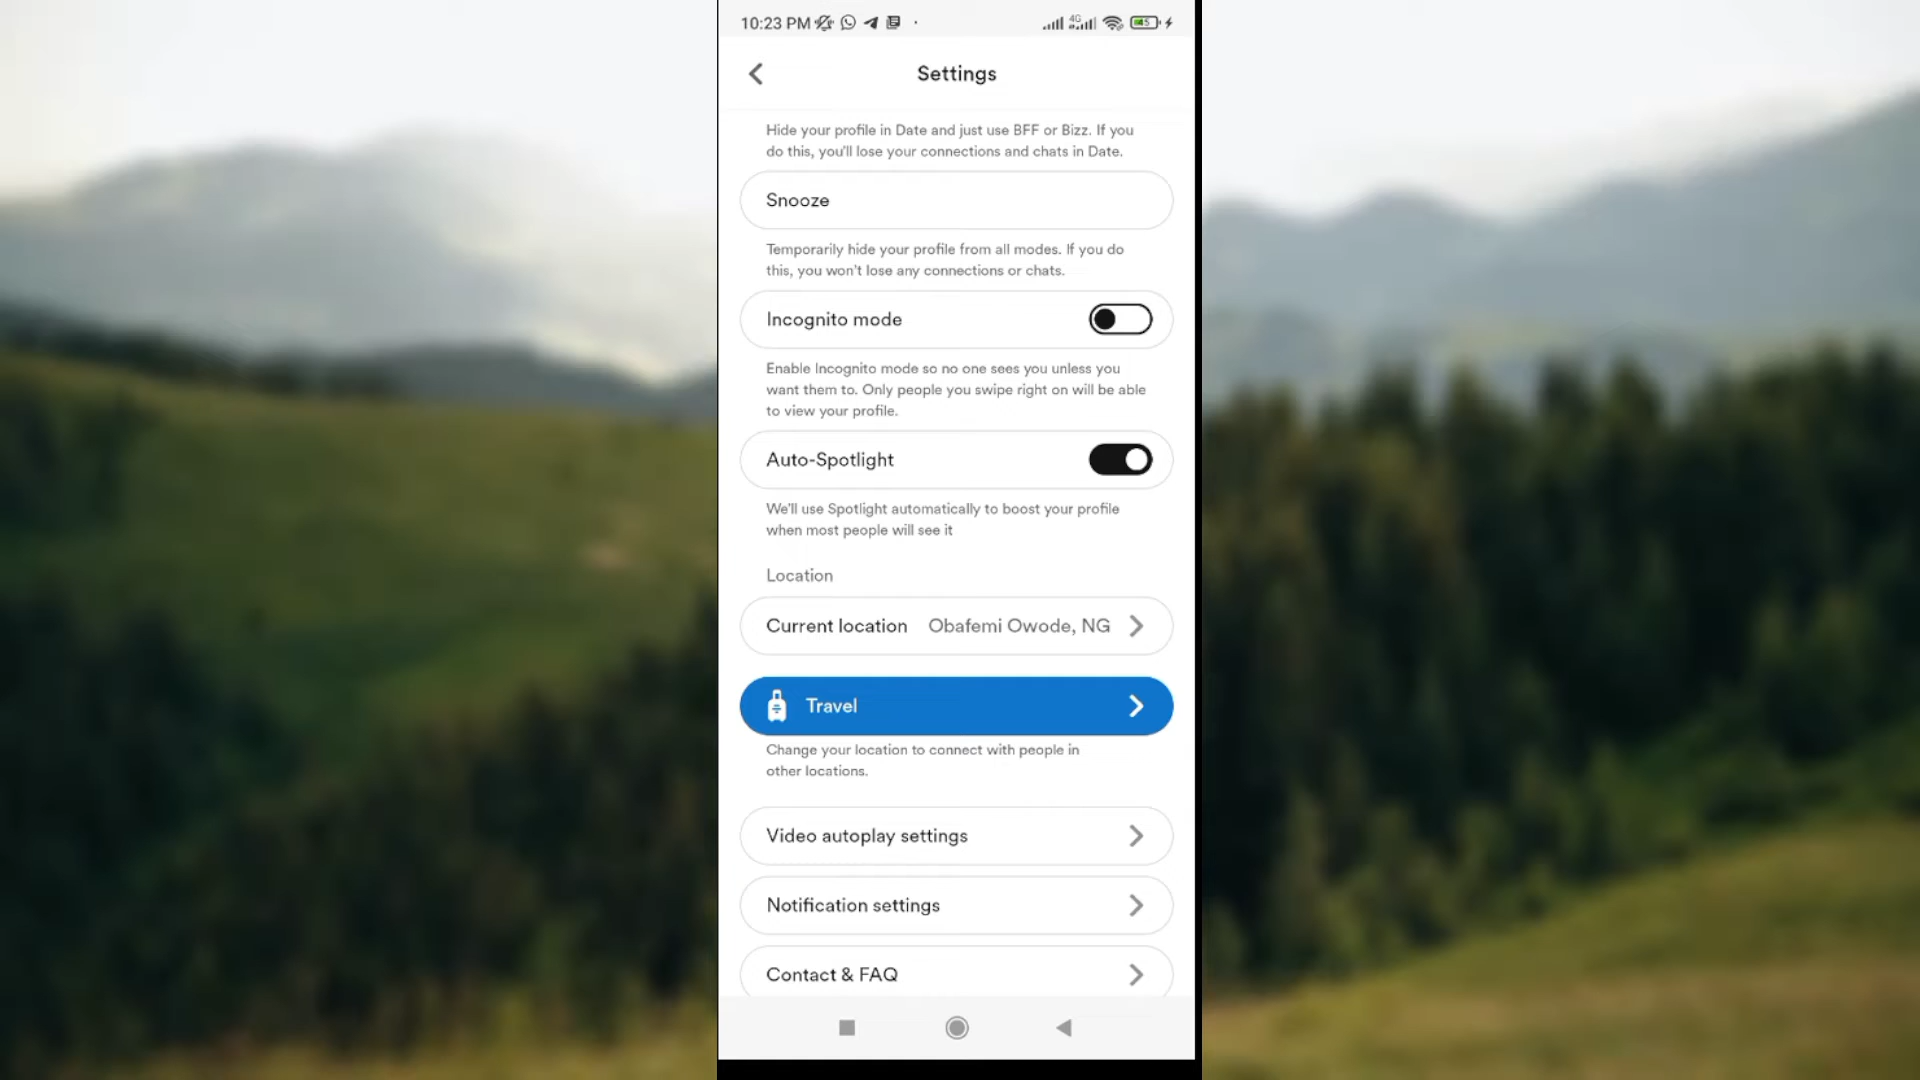 10:23 PM
4G
Settings
Hide your profile in Date and just use BFF or Bizz. If you
do this, you'll lose your connections and chats in Date.
Snooze
Temporarily hide your profile from all modes. If you do
this, you won't lose any connections or chats.
Incognito mode
Enable Incognito mode so no one sees you unless you
want them to. Only people you swipe right on will be able
to view your profile.
Auto-Spotlight
We'll use Spotlight automatically to boost your profile
when most people will see it
Location
Current location Obafemi Owode, NG
Travel
Change your location to connect with people in
other locations.
Video autoplay settings
Notification settings
Contact & FAQ